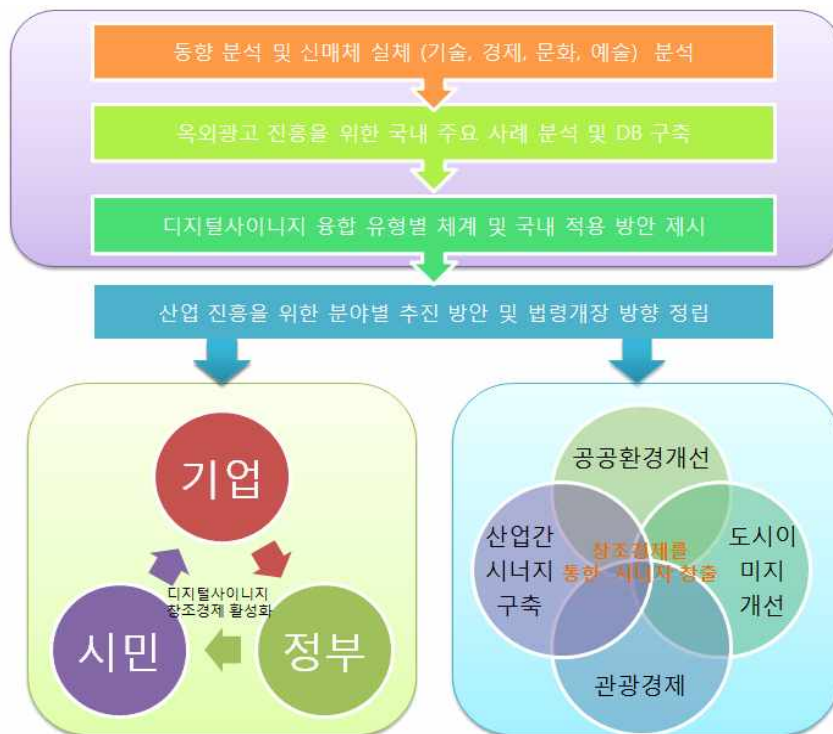 동향 분석 및 신매체 실체 (기술, 경제, 문화, 예술) 분석
옥외광고 진흥을 위한 국내 주요 사례 분석 및 DB 구축
디지털사이니지 융합 유형별 체계 및 국내 적용 방안 제시
산업 진흥을 위한 분야별 추진 방안 및 법령개장 방향 정립
기업
디지털사이니지
창조경제 활성화
시민
정부
공공환경개선
산업간
시너지
구축
창조경제를
통한 시너지 창출
도시이
미지
개선
관광경제